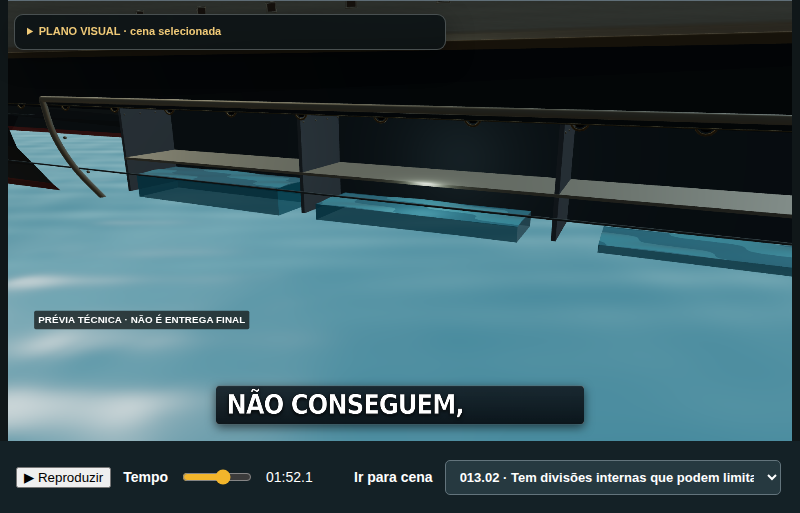 ▶ PLANO VISUAL · cena selecionada
PRÉVIA TÉCNICA · NÃO É ENTREGA FINAL
NÃO CONSEGUEM,
▶ Reproduzir Tempo 01:52.1 Ir para cena 013.02 · Tem divisões internas que podem limita